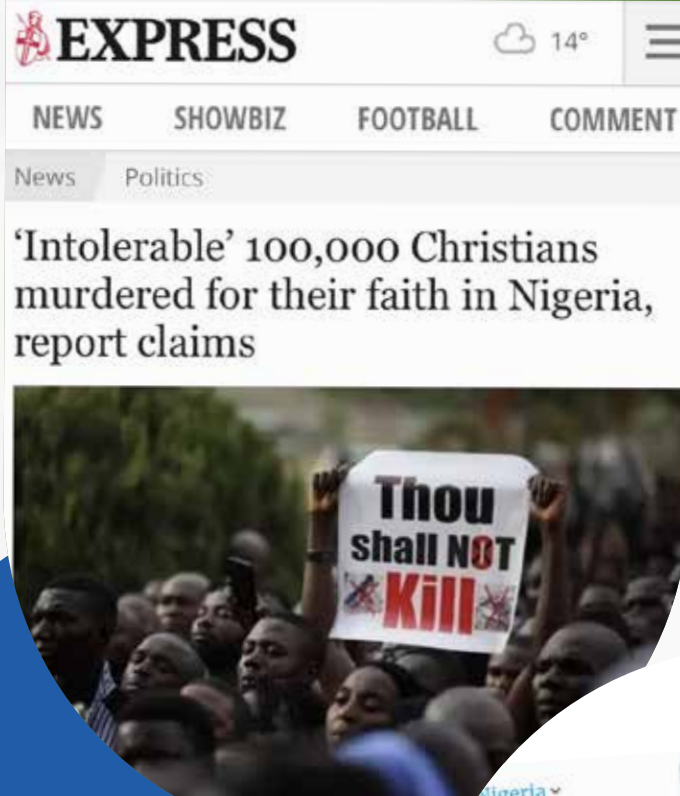 EXPRESS
14°
NEWS SHOWBIZ FOOTBALL COMMENT
News Politics
‘Intolerable’ 100,000 Christians
murdered for their faith in Nigeria,
report claims
Thou
shall NOT
Kill
Nigeria